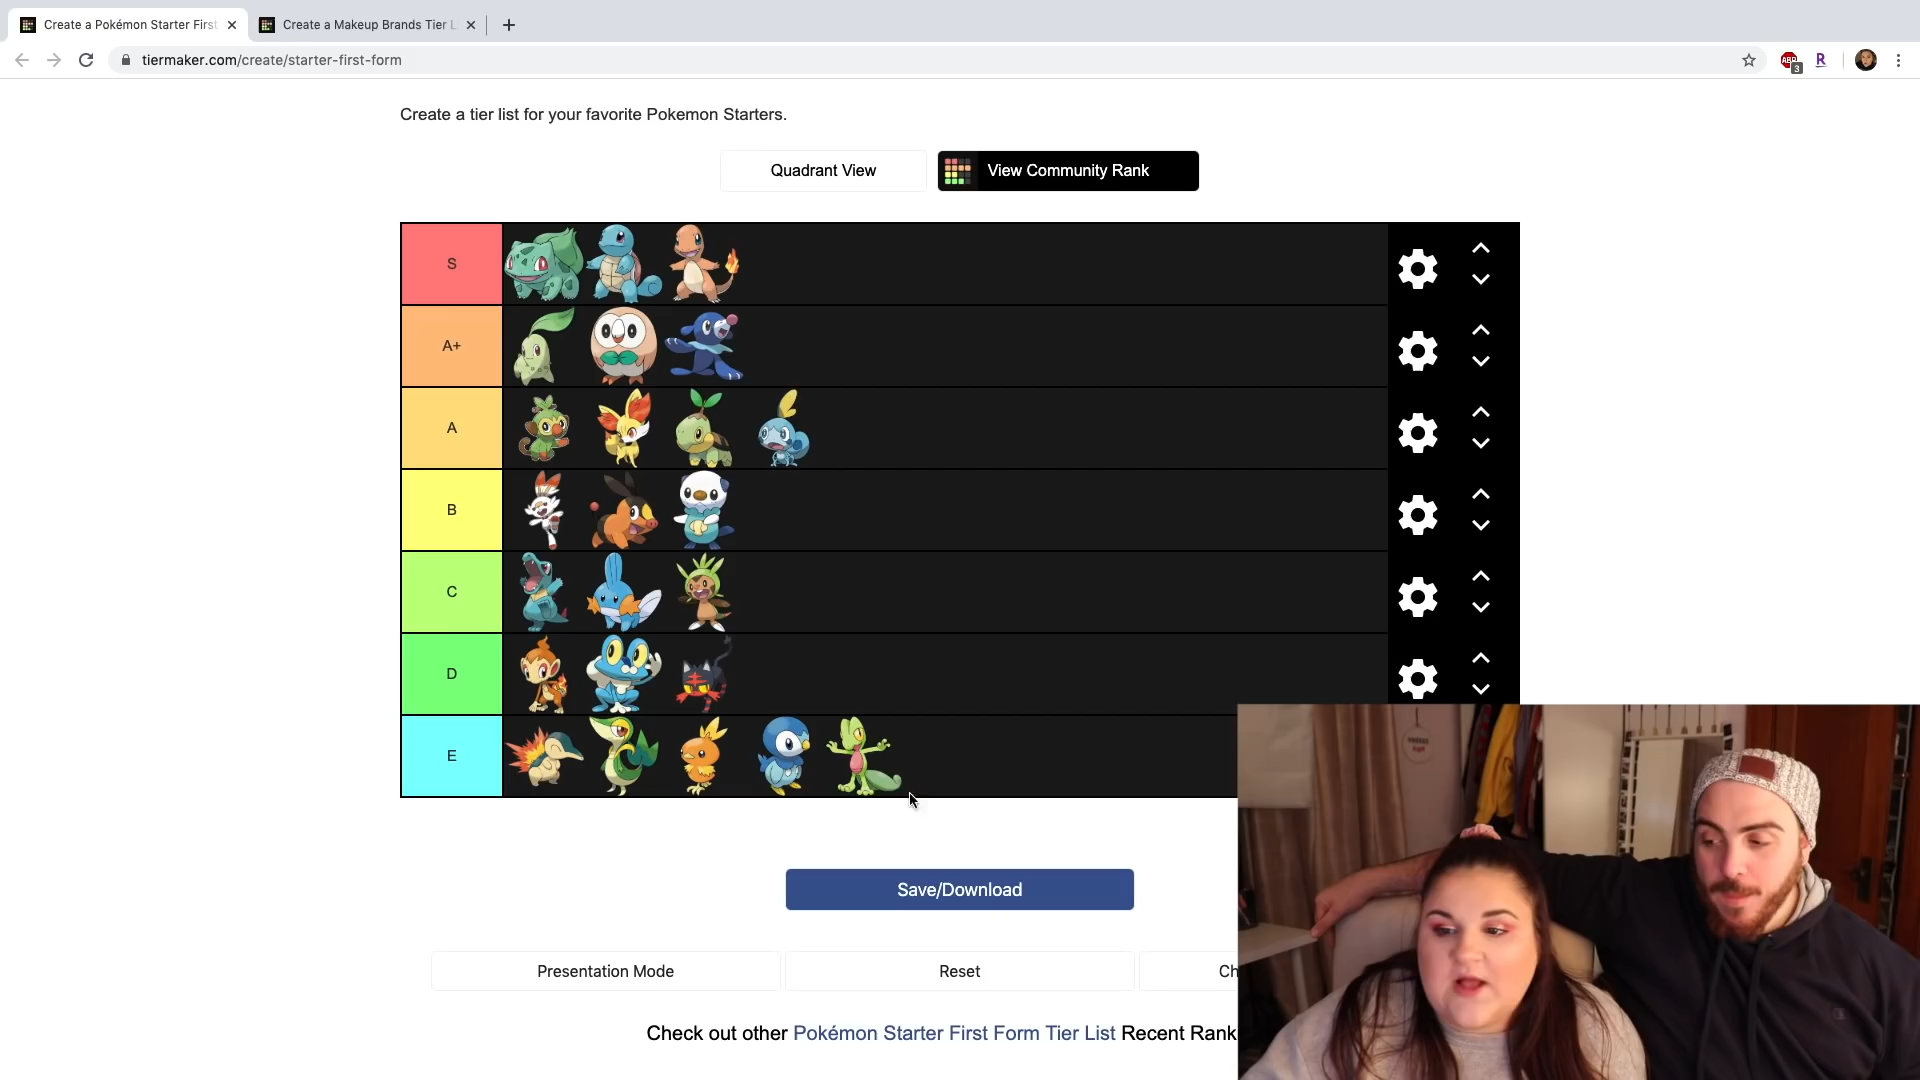 Create a Pokémon Starter First
Create a Makeup Brands Tier L
tiermaker.com/create/starter-first-form
ABP
3
R
Create a tier list for your favorite Pokemon Starters.
Quadrant View
View Community Rank
S
A+
A
B
C
D
E
Save/Download
Presentation Mode
Reset
Ch
Check out other Pokémon Starter First Form Tier List Recent Rank